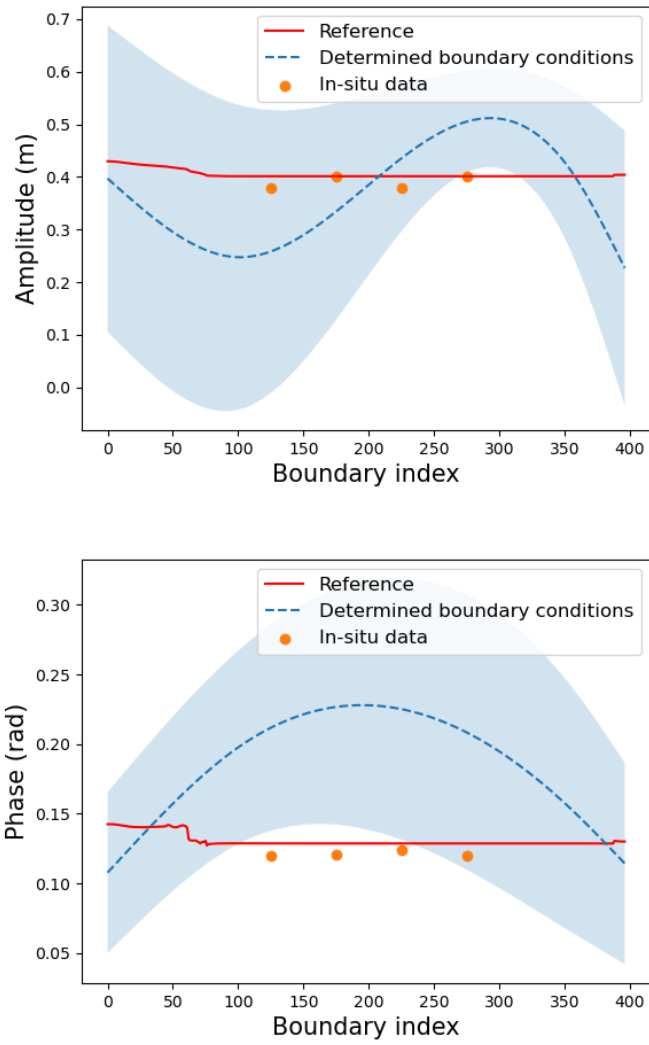 0.7
0.6
0.5
0.4
0.3
0.2
0.1
0.0
Amplitude (m)
Reference
Determined boundary conditions
In-situ data
0 50 100 150 200 250 300 350 400
Boundary index
0.30
0.25
0.20
0.15
0.10
0.05
Phase (rad)
Reference
Determined boundary conditions
In-situ data
0 50 100 150 200 250 300 350 400
Boundary index